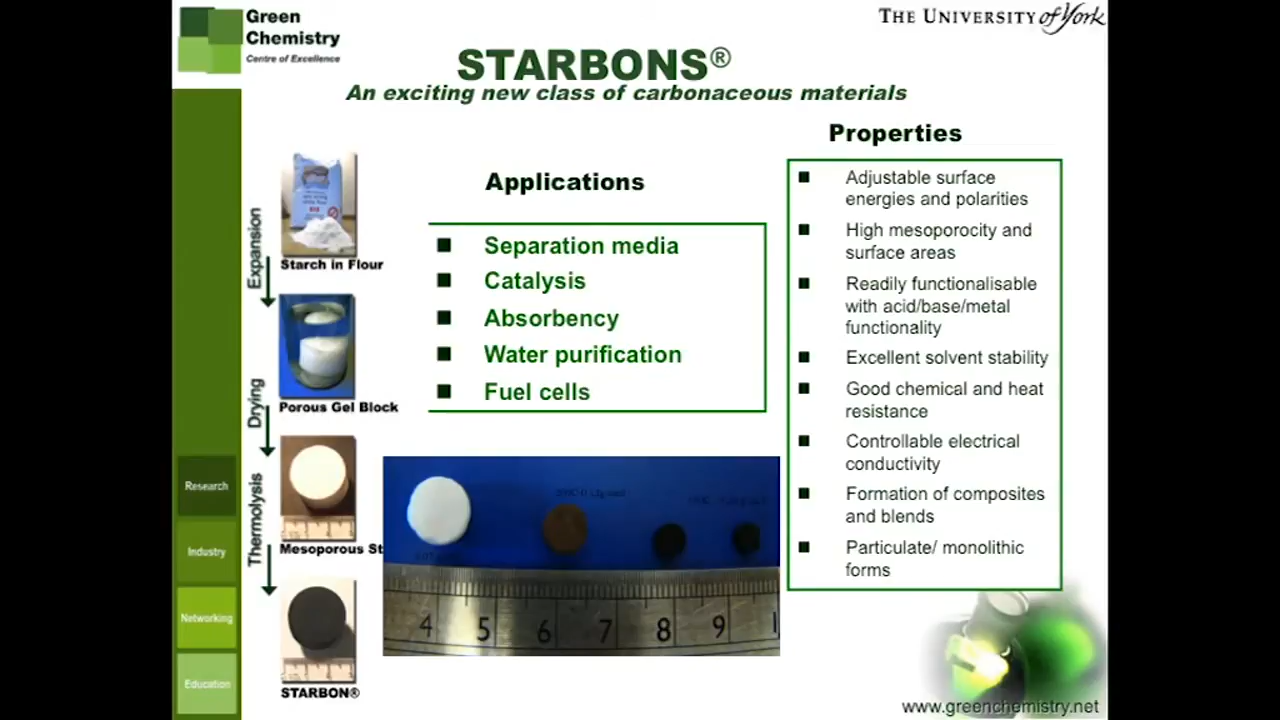 Green
Chemistry
Centre of Excellence
THE UNIVERSITY of York
STARBONS®
An exciting new class of carbonaceous materials
Expansion
Starch in Flour
Drying
Porous Gel Block
Thermolysis
Mesoporous St
STARBON®
Applications
■ Separation media
■ Catalysis
■ Absorbency
■ Water purification
■ Fuel cells
4 5 6 7 8 9 1
Properties
■ Adjustable surface
energies and polarities
■ High mesoporocity and
surface areas
■ Readily functionalisable
with acid/base/metal
functionality
■ Excellent solvent stability
■ Good chemical and heat
resistance
■ Controllable electrical
conductivity
■ Formation of composites
and blends
■ Particulate/ monolithic
forms
Research
Industry
Networking
Education
www.greenchemistry.net